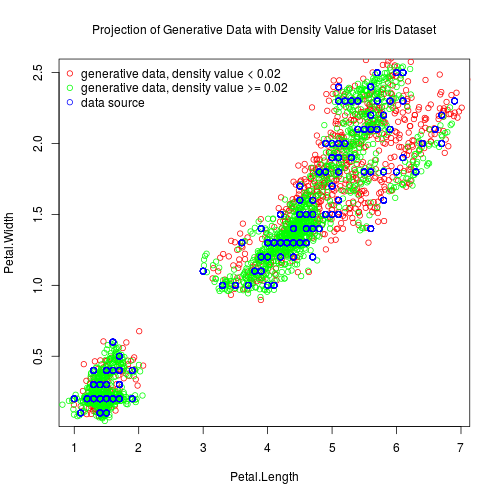 Projection of Generative Data with Density Value for Iris Dataset
generative data, density value < 0.02
generative data, density value >= 0.02
data source
Petal.Width
2.5
2.0
1.5
1.0
0.5
1 2 3 4 5 6 7
Petal.Length